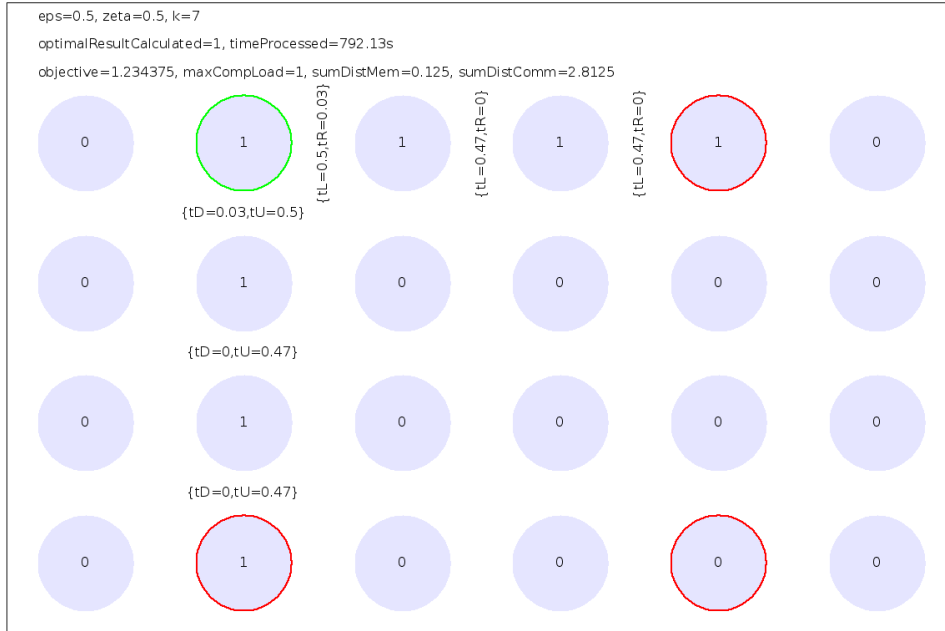 eps=0.5, zeta=0.5, k=7
optimalResultCalculated=1, timeProcessed=792.13s
objective=1.234375, maxCompLoad=1, sumDistMem=0.125, sumDistComm=2.8125
0 1 {tL=0.5,tR=0.03} 1 {tL=0.47,tR=0} 1 {tL=0.47,tR=0} 1 0
{tD=0.03,tU=0.5}
0 1 0 0 0 0
{tD=0,tU=0.47}
0 1 0 0 0 0
{tD=0,tU=0.47}
0 1 0 0 0 0